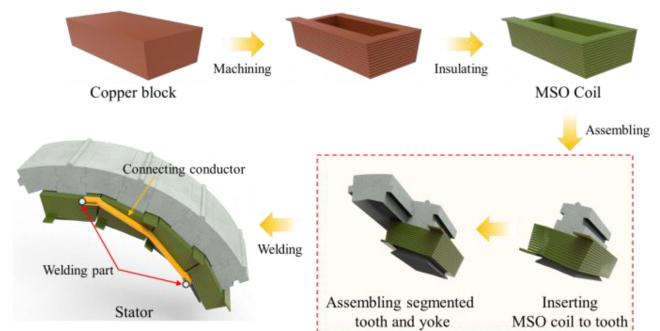 Copper block
Machining
Insulating
MSO Coil
Assembling
Inserting
MSO coil to tooth
Assembling segmented
tooth and yoke
Welding
Connecting conductor
Welding part
Stator